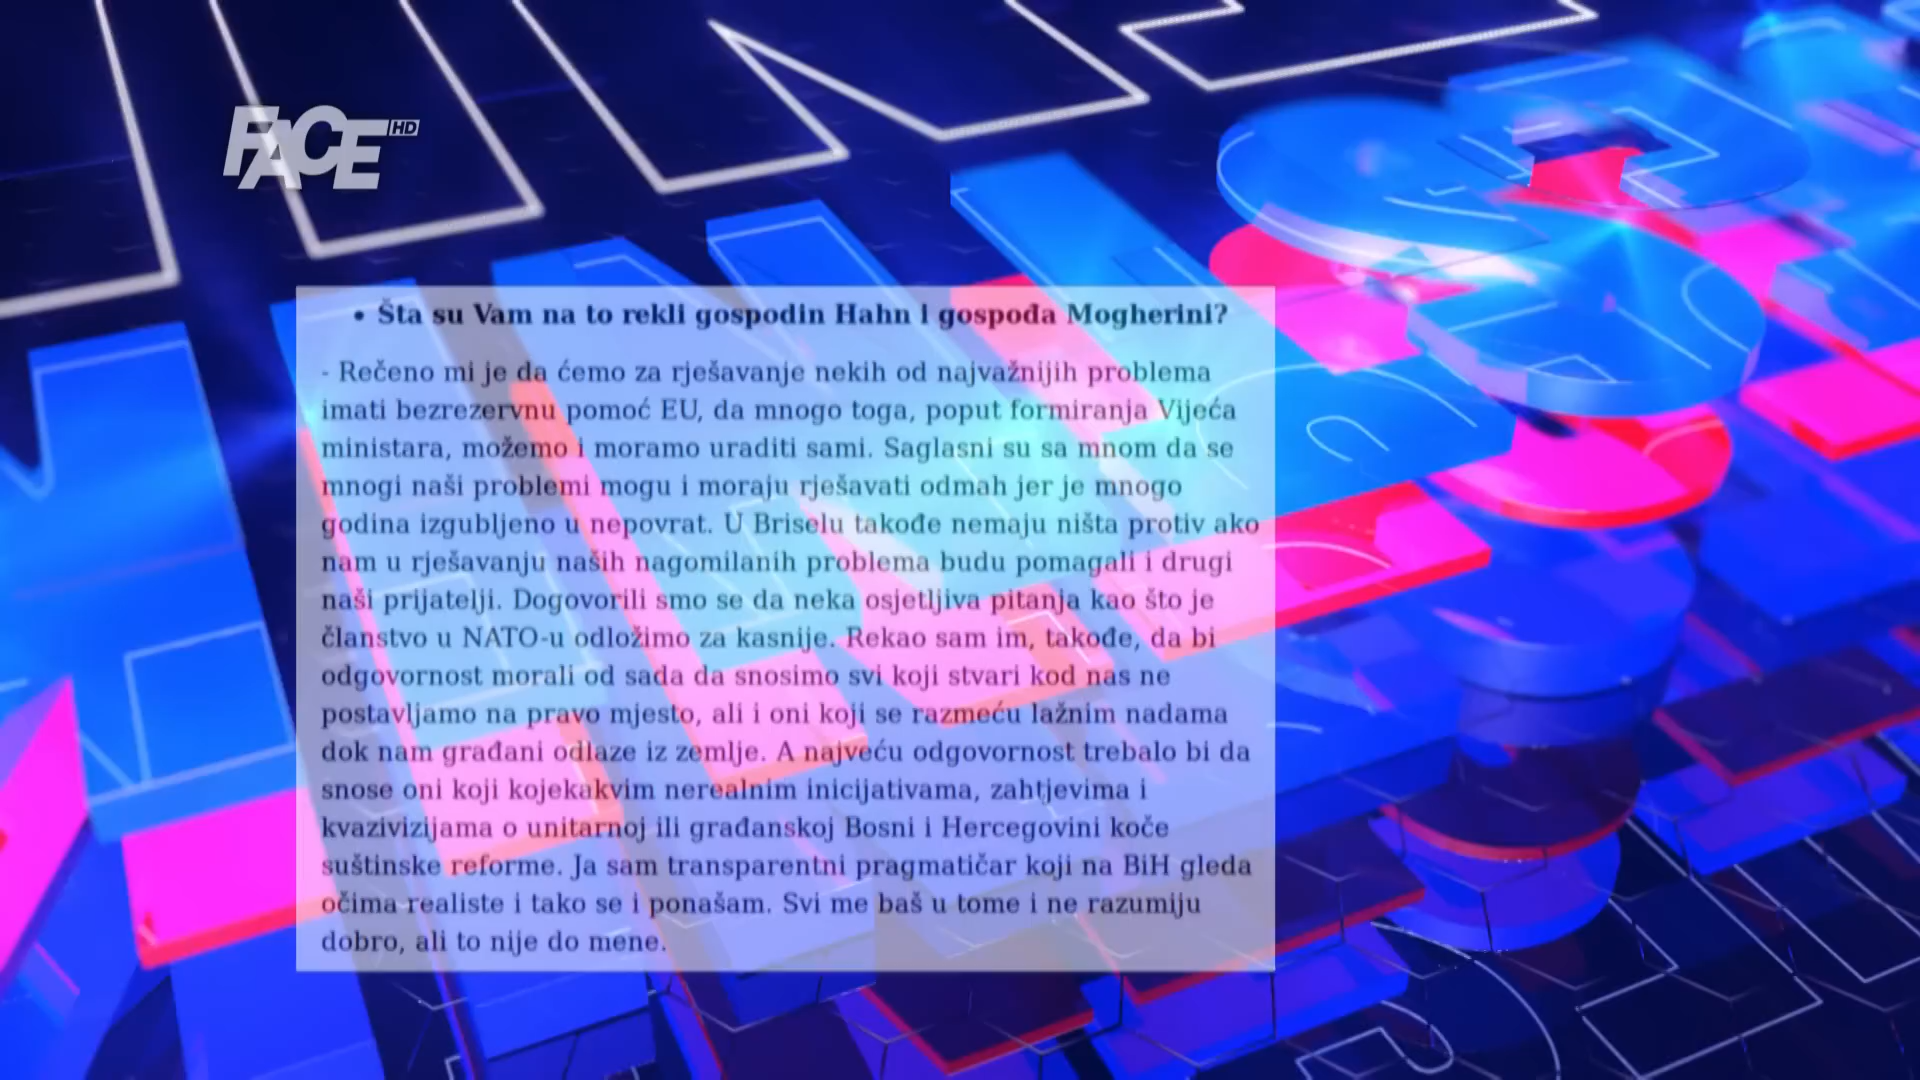 FACE HD
• Šta su Vam na to rekli gospodin Hahn i gospođa Mogherini?
- Rečeno mi je da ćemo za rješavanje nekih od najvažnijih problema
imati bezrezervnu pomoć EU, da mnogo toga, poput formiranja Vijeća
ministara, možemo i moramo uraditi sami. Saglasni su sa mnom da se
mnogi naši problemi mogu i moraju rješavati odmah jer je mnogo
godina izgubljeno u nepovrat. U Briselu takođe nemaju ništa protiv ako
nam u rješavanju naših nagomilanih problema budu pomagali i drugi
naši prijatelji. Dogovorili smo se da neka osjetljiva pitanja kao što je
članstvo u NATO-u odložimo za kasnije. Rekao sam im, takođe, da bi
odgovornost morali od sada da snosimo svi koji stvari kod nas ne
postavljamo na pravo mjesto, ali i oni koji se razmeću lažnim nadama
dok nam građani odlaze iz zemlje. A najveću odgovornost trebalo bi da
snose oni koji kojekakvim nerealnim inicijativama, zahtjevima i
kvazivizijama o unitarnoj ili građanskoj Bosni i Hercegovini koče
suštinske reforme. Ja sam transparentni pragmatičar koji na BiH gleda
očima realiste i tako se i ponašam. Svi me baš u tome i ne razumiju
dobro, ali to nije do mene.